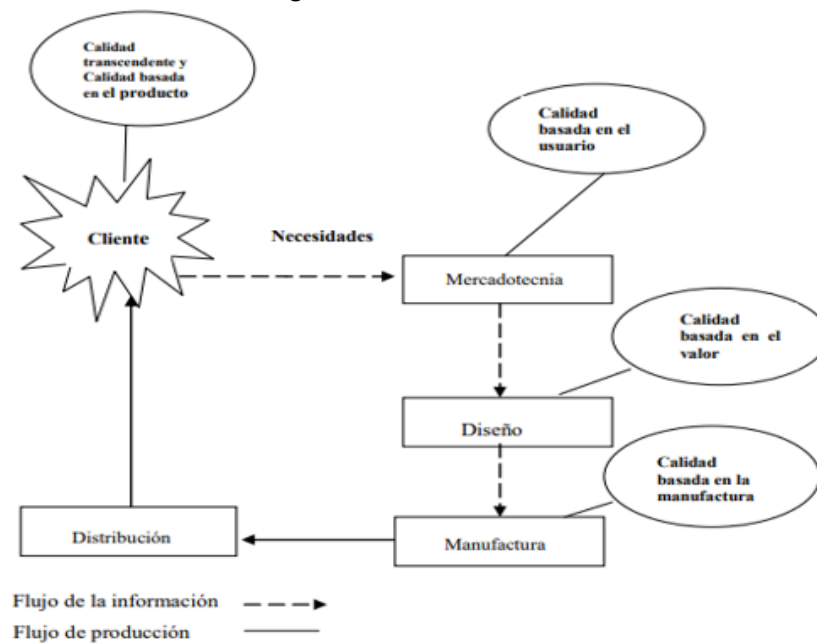 Calidad
transcendente y
Calidad basada
en el producto
Calidad
basada en el
usuario
Cliente
Necesidades
Mercadotecnia
Calidad
basada en el
valor
Diseño
Calidad
basada en la
manufactura
Distribución
Manufactura
Flujo de la información
Flujo de producción